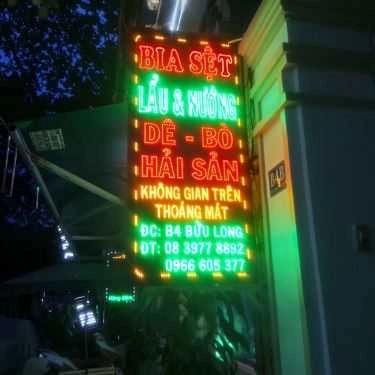 BIA SỆT
LẨU & NƯỚNG
DÊ - BÒ
HẢI SẢN
KHÔNG GIAN TRÊN
THOÁNG MÁT
ĐC: B4 BỬU LONG
ĐT: 08 3977 8892
0966 605 377